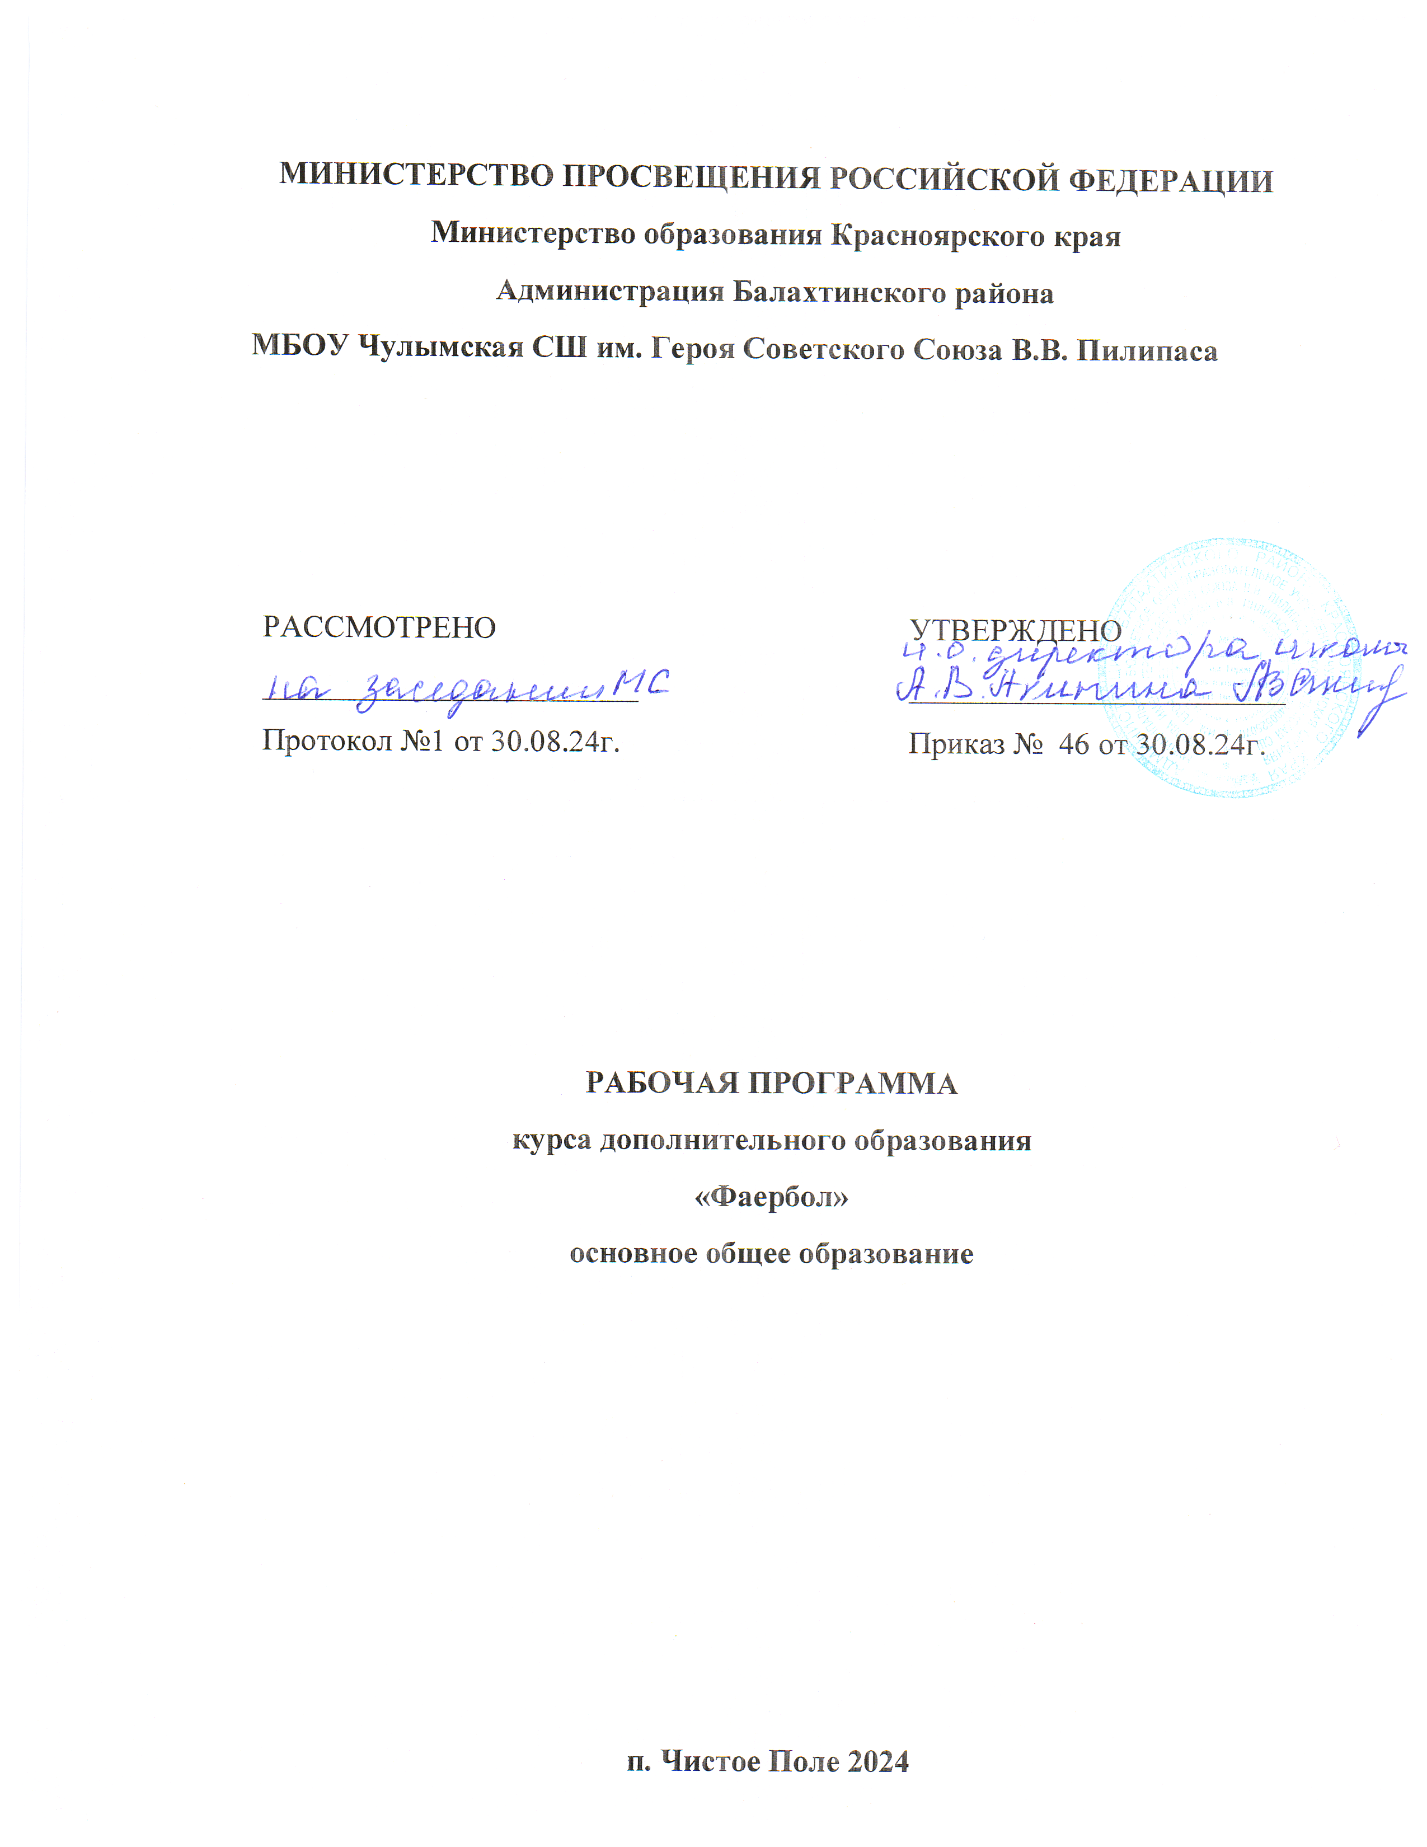 МИНИСТЕРСТВО ПРОСВЕЩЕНИЯ РОССИЙСКОЙ ФЕДЕРАЦИИ
Министерство образования Красноярского края
Администрация Балахтинского района
МБОУ Чулымская СШ им. Героя Советского Союза В.В. Пилипаса
РАССМОТРЕНО
на заседании МС
Протокол №1 от 30.08.24г.
УТВЕРЖДЕНО
и.о. директора школы
А.В.
Приказ № 46 от 30.08.24г.
РАБОЧАЯ ПРОГРАММА
курса дополнительного образования
«Фаербол»
основное общее образование
п. Чистое Поле 2024